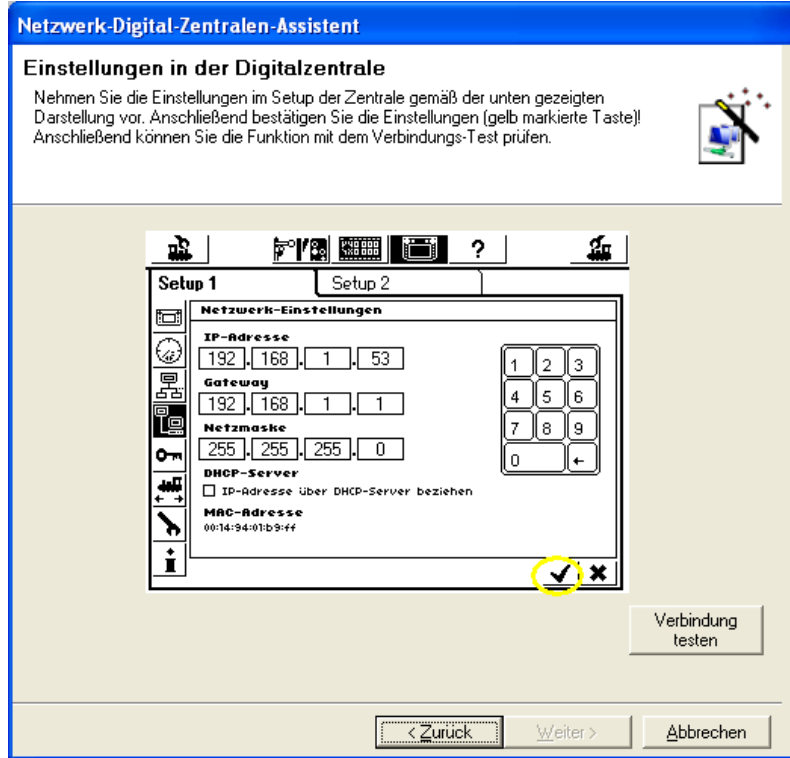 Netzwerk-Digital-Zentralen-Assistent
Einstellungen in der Digitalzentrale
Nehmen Sie die Einstellungen im Setup der Zentrale gemäß der unten gezeigten
Darstellung vor. Anschließend bestätigen Sie die Einstellungen (gelb markierte Taste)!
Anschließend können Sie die Funktion mit dem Verbindungs-Test prüfen.
?
Setup 1 Setup 2
Netzwerk-Einstellungen
IP-Adresse
192.168.1.53
Gateway
192.168.1.1
Netzmaske
255.255.255.0
DHCP-Server
IP-Adresse über DHCP-Server beziehen
MAC-Adresse
00:14:94:01:b9:ff
1 2 3
4 5 6
7 8 9
0 ←
Verbindung
testen
< Zurück Weiter > Abbrechen